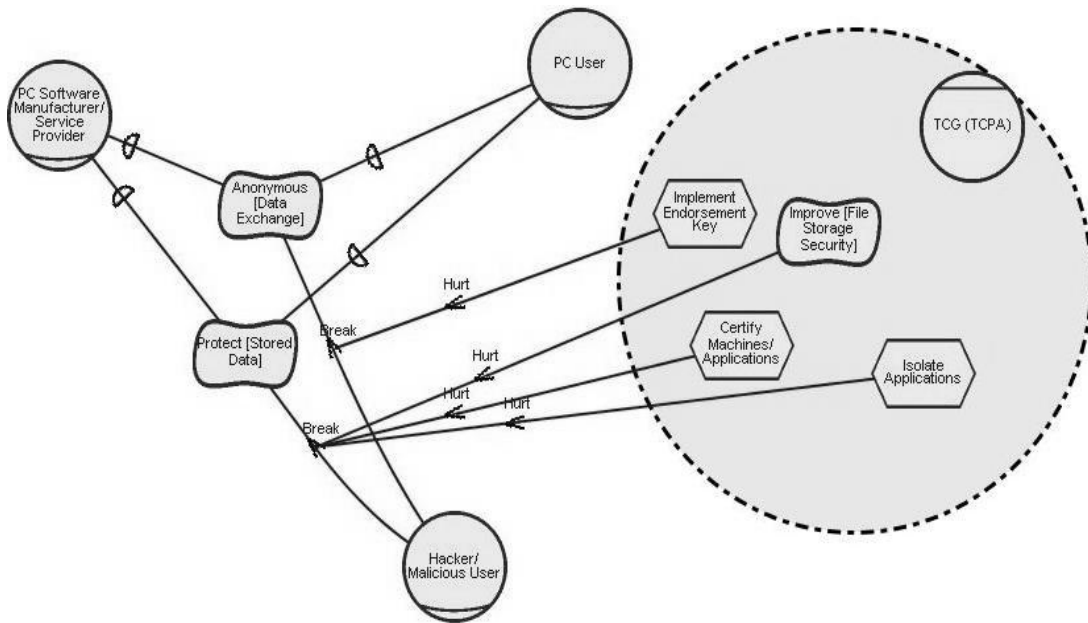 PC User
PC Software
Manufacturer/
Service
Provider
TCG (TCPA)
Anonymous
[Data
Exchange]
Implement
Endorsement
Key
Improve [File
Storage
Security]
Hurt
Break
Protect [Stored
Data]
Certify
Machines/
Applications
Hurt
Isolate
Applications
Hurt
Hurt
Break
Hacker/
Malicious User